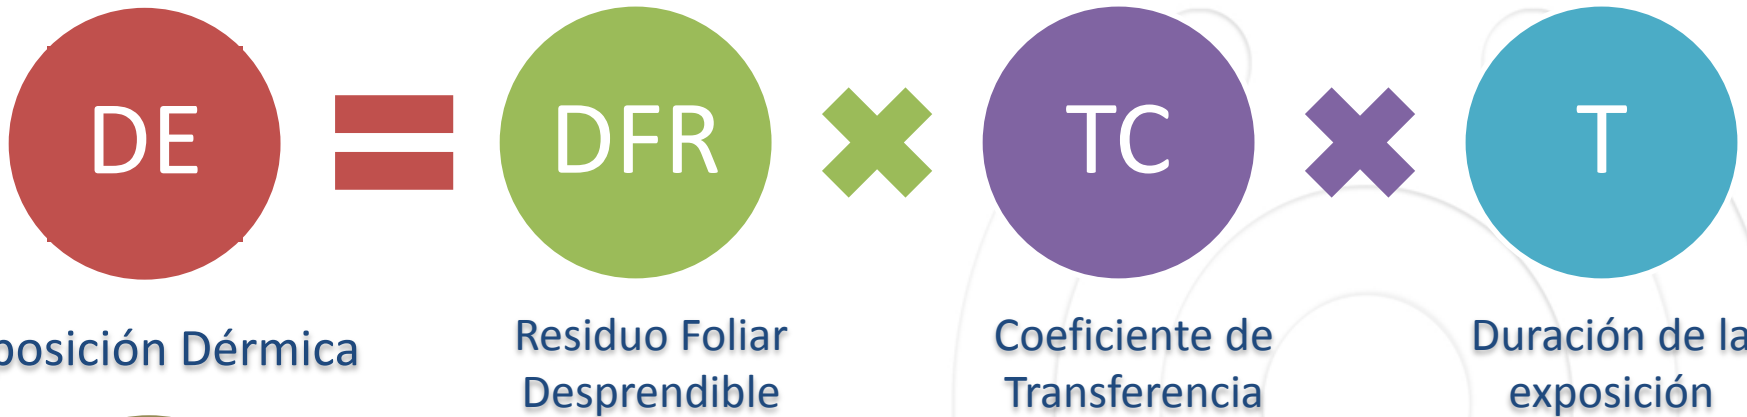 DE = DFR × TC × T
posición Dérmica
Residuo Foliar
Desprendible
Coeficiente de
Transferencia
Duración de la
exposición